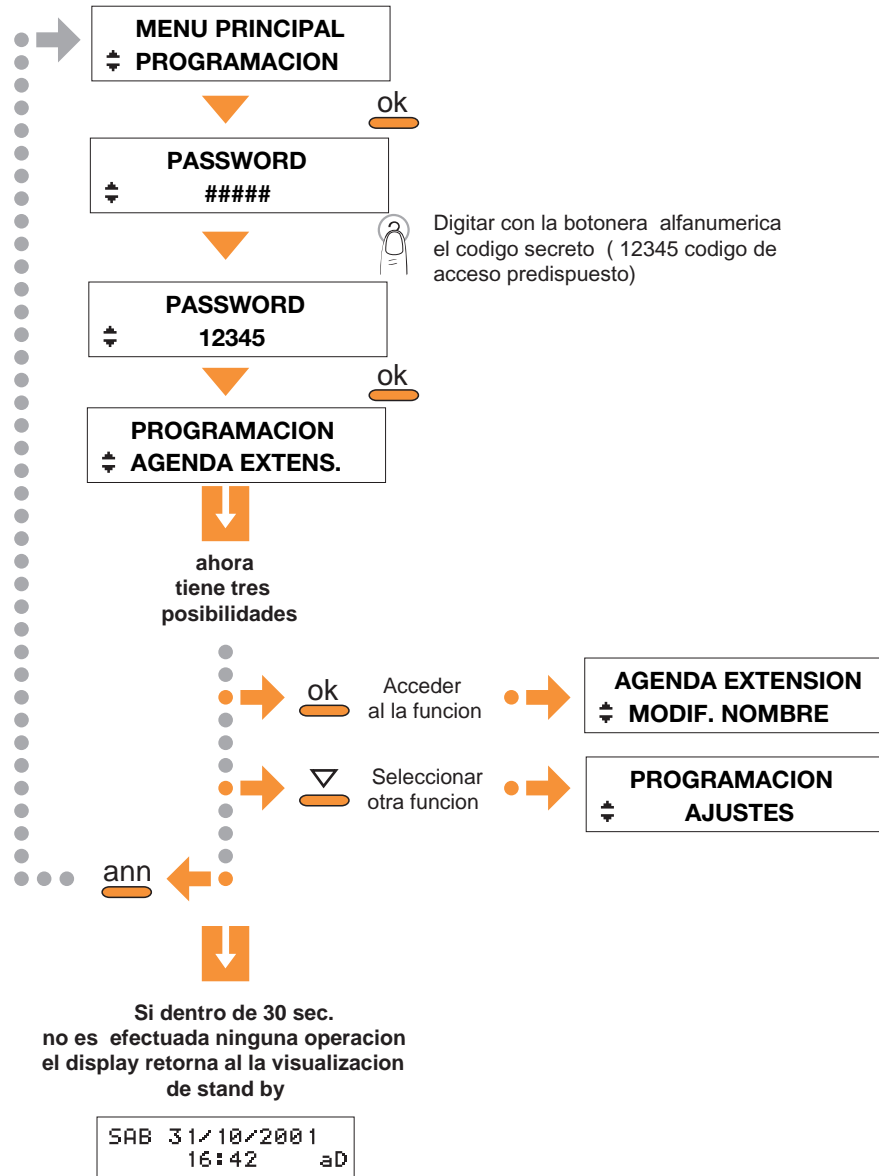 MENU PRINCIPAL
PROGRAMACION
ok
PASSWORD
#####
Digitar con la botonera alfanumerica
el codigo secreto ( 12345 codigo de
acceso predispuesto)
PASSWORD
12345
ok
PROGRAMACION
AGENDA EXTENS.
ahora
tiene tres
posibilidades
ok
Acceder
al la funcion
AGENDA EXTENSION
MODIF. NOMBRE
Seleccionar
otra funcion
PROGRAMACION
AJUSTES
ann
Si dentro de 30 sec.
no es efectuada ninguna operacion
el display retorna al la visualizacion
de stand by
SAB 31/10/2001
16:42 aD